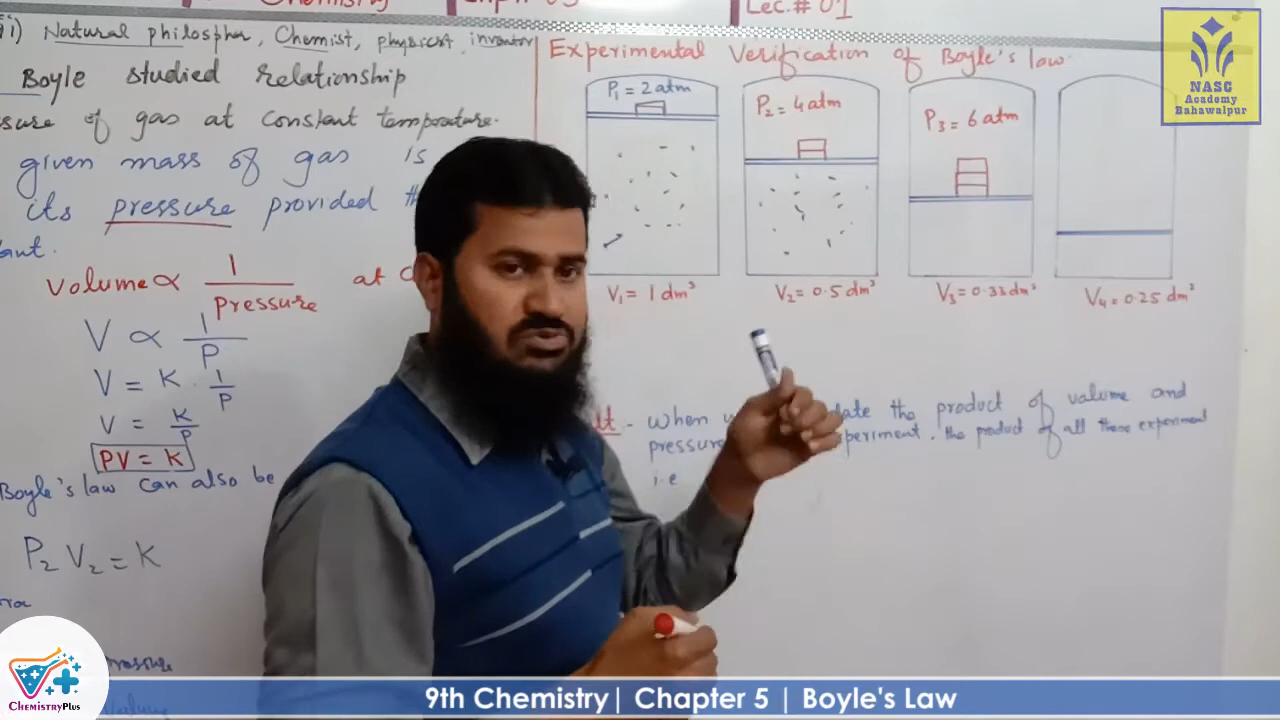 Chemistry
Lec.# 01
Natural philospher, Chemist, physicist, inventor
Boyle studied relationship
of gas at constant temperature.
given mass of gas is
its pressure provided
Volume ∝ 1/Pressure at
V ∝ 1/P
V = K . 1/P
V = K/P
PV = K
Boyle's law can also be
P₂ V₂ = K
Experimental Verification of Boyle's law.
P₁ = 2 atm
P₂ = 4 atm
P₃ = 6 atm
V₁ = 1 dm³
V₂ = 0.5 dm³
V₃ = 0.33 dm³
V₄ = 0.25 dm³
When the product of volume and
pressure experiment. the product of all these experiment
i.e
NASC
Academy
Bahawalpur
CHEMISTRYPLUS
9th Chemistry| Chapter 5 | Boyle's Law